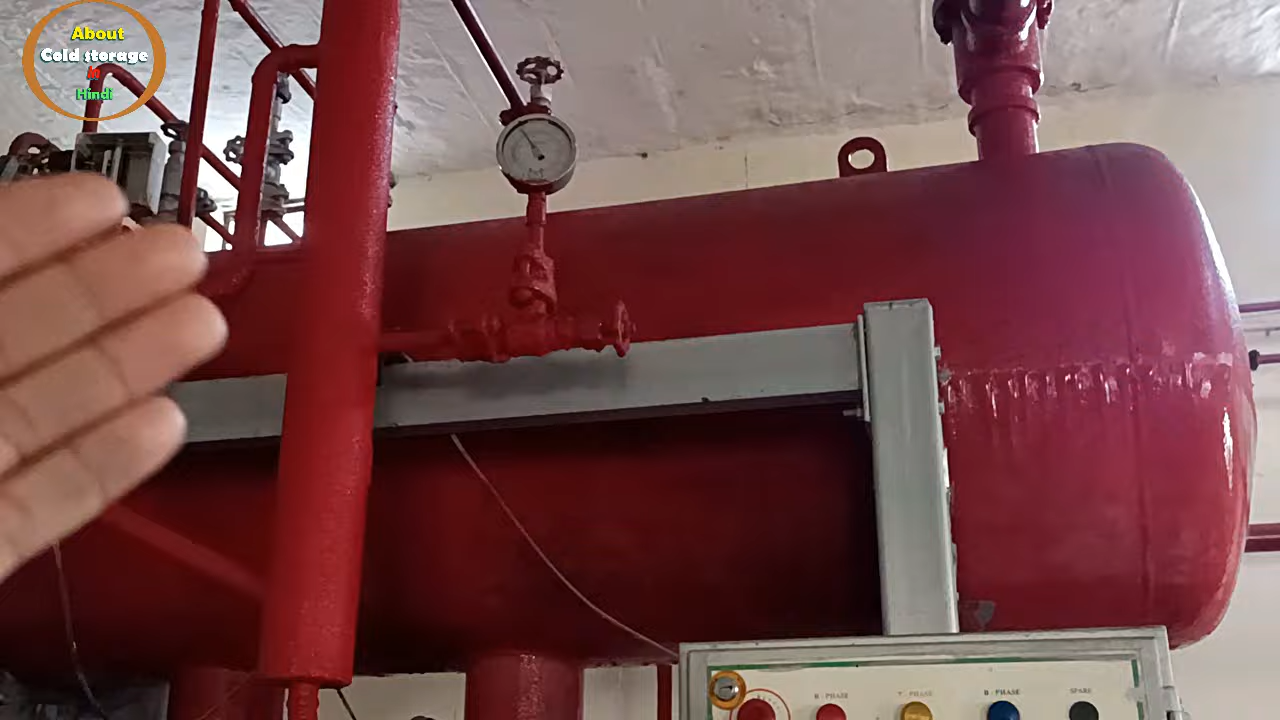 About
Cold storage
in
Hindi
R - PHASE
Y - PHASE
B - PHASE
SPARE